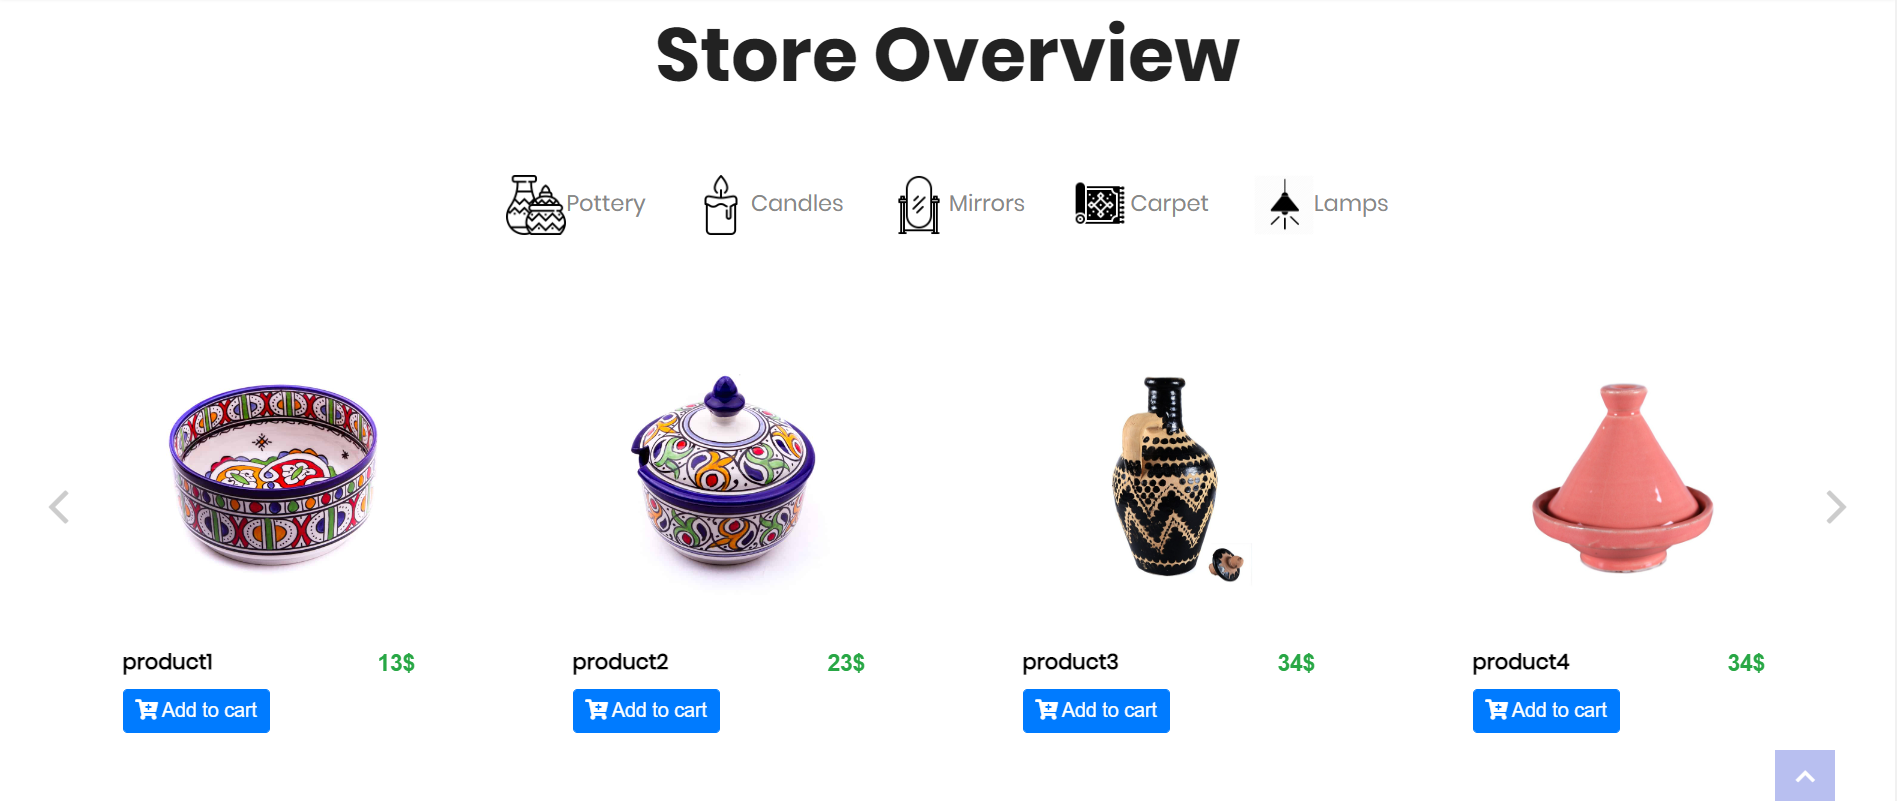 Store Overview
Pottery Candles Mirrors Carpet Lamps
product1 13$ product2 23$ product3 34$ product4 34$
Add to cart Add to cart Add to cart Add to cart